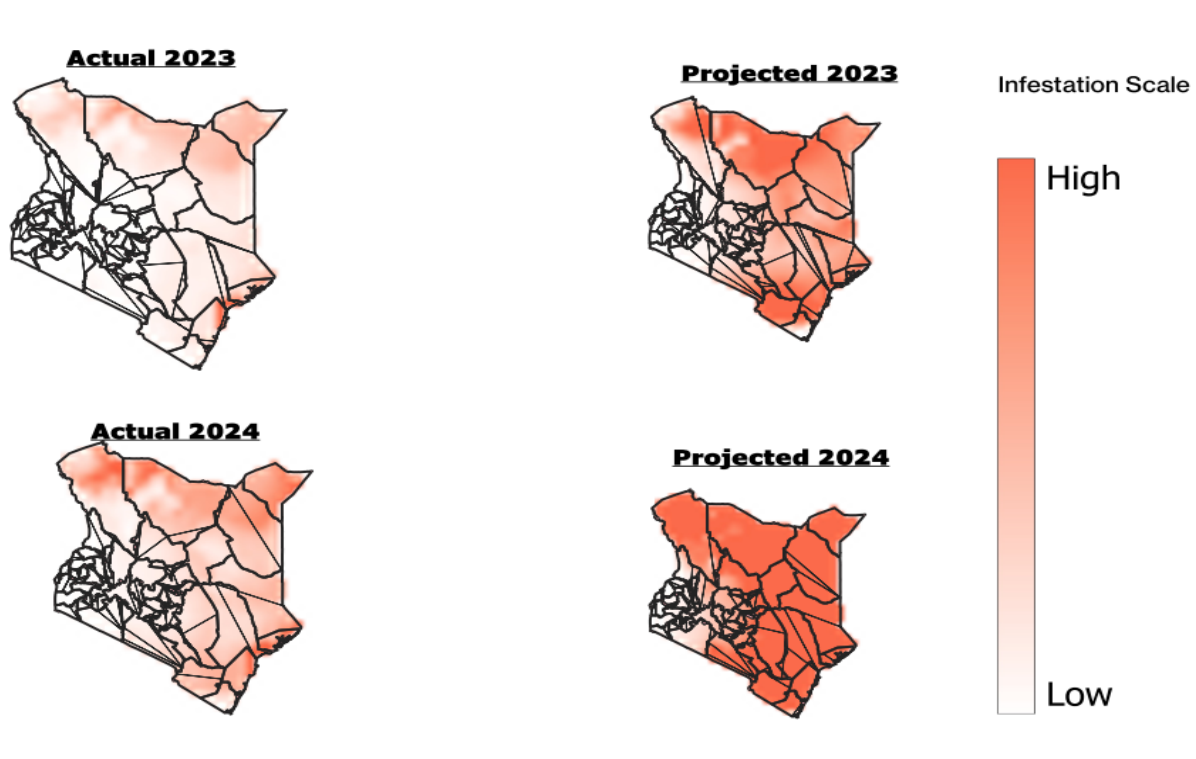 Actual 2023
Projected 2023
Infestation Scale
High
Actual 2024
Projected 2024
Low